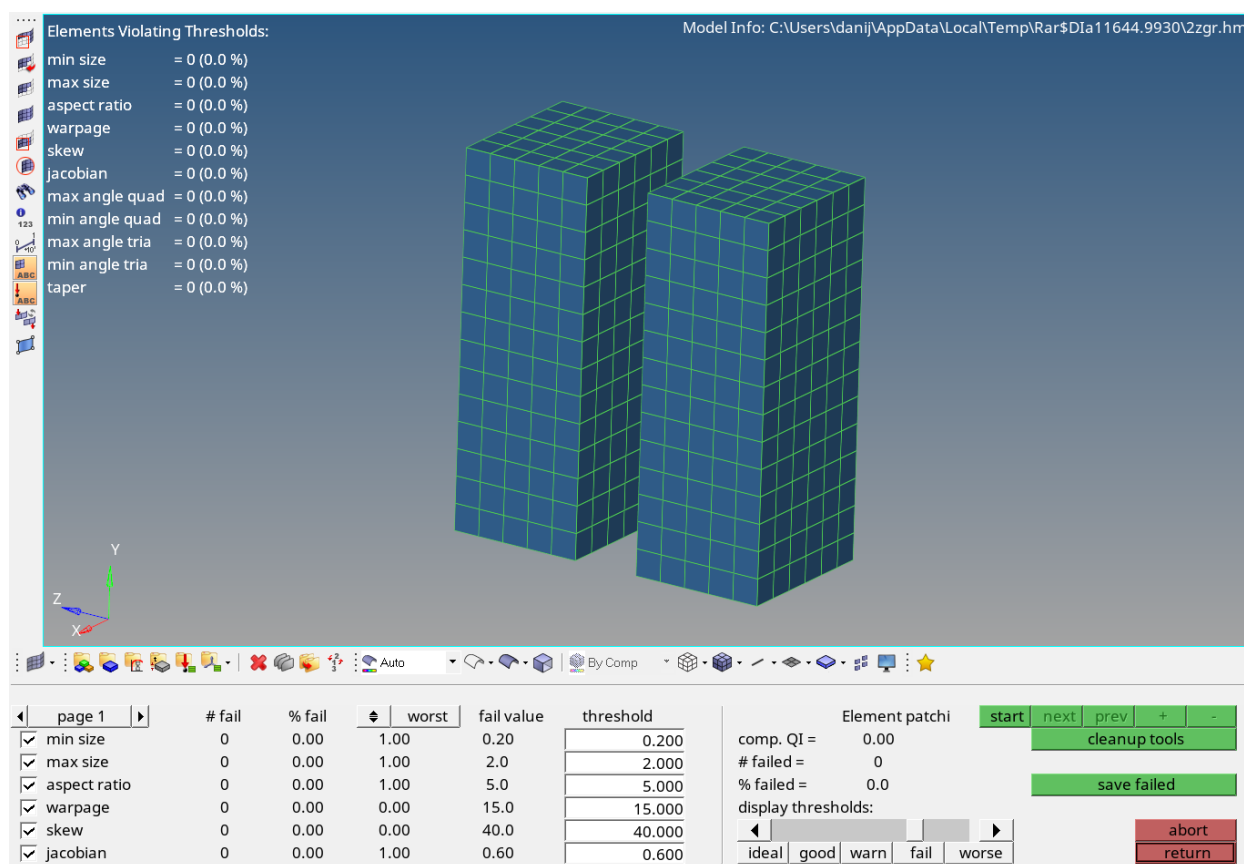 Elements Violating Thresholds:
Model Info: C:\Users\danij\AppData\Local\Temp\Rar$DIa11644.9930\2zgr.hm
min size = 0 (0.0 %)
max size = 0 (0.0 %)
aspect ratio = 0 (0.0 %)
warpage = 0 (0.0 %)
skew = 0 (0.0 %)
jacobian = 0 (0.0 %)
max angle quad = 0 (0.0 %)
min angle quad = 0 (0.0 %)
max angle tria = 0 (0.0 %)
min angle tria = 0 (0.0 %)
taper = 0 (0.0 %)
123
ABC
ABC
Y
Z
X
Auto
By Comp
page 1 # fail % fail worst fail value threshold
min size 0 0.00 1.00 0.20 0.200
max size 0 0.00 1.00 2.0 2.000
aspect ratio 0 0.00 1.00 5.0 5.000
warpage 0 0.00 0.00 15.0 15.000
skew 0 0.00 0.00 40.0 40.000
jacobian 0 0.00 1.00 0.60 0.600
Element patchi start next prev + -
comp. QI = 0.00 cleanup tools
# failed = 0
% failed = 0.0 save failed
display thresholds:
abort
ideal good warn fail worse return